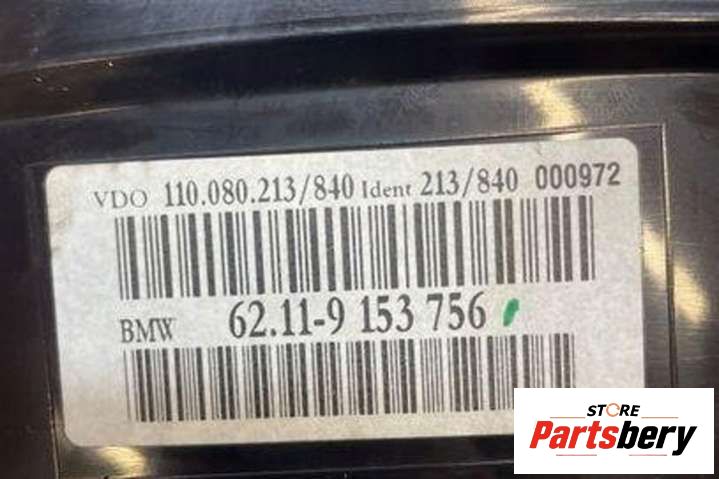 VDO 110.080.213/840 Ident 213/840 000972
BMW 62.11-9 153 756
STORE
Partsbery